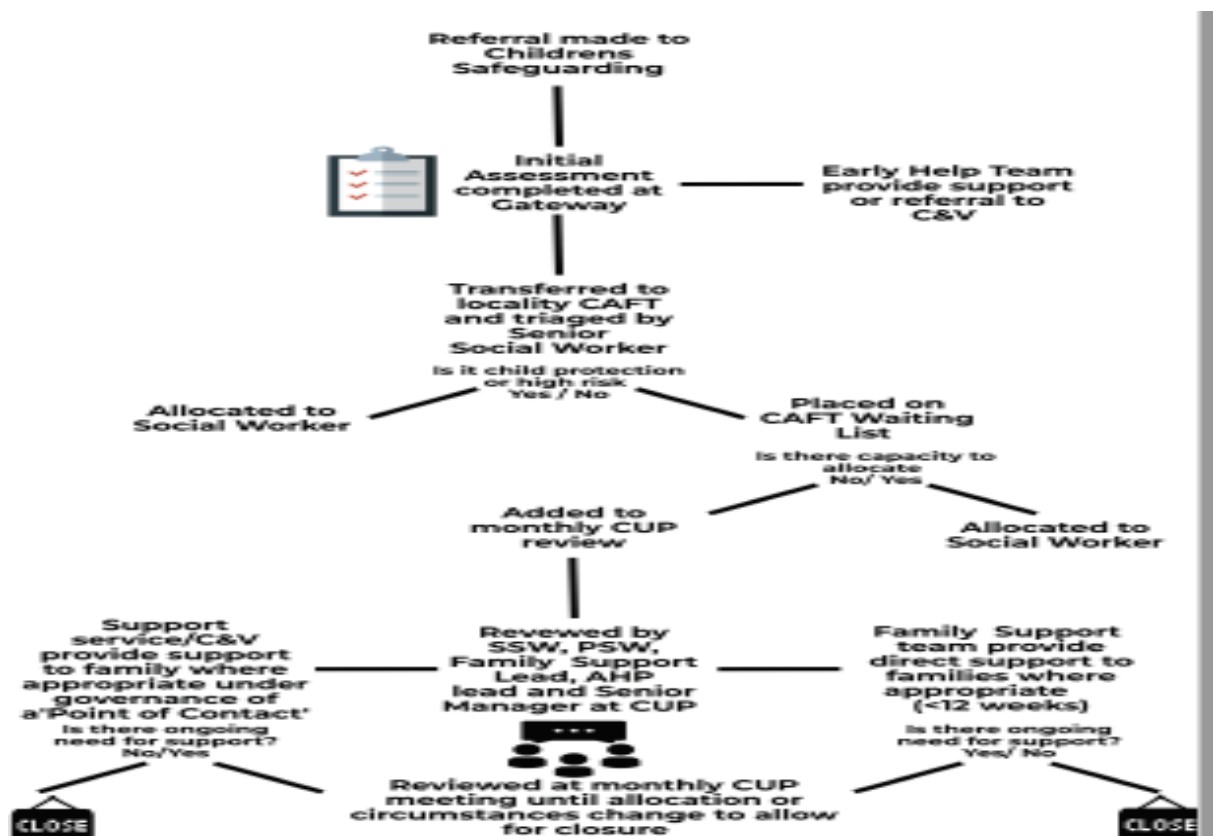 Referral made to
Childrens
Safeguarding
Initial
Assessment
completed at
Gateway
Early Help Team
provide support
or referral to
C&V
Transferred to
locality CAFT
and triaged by
Senior
Social Worker
Is it child protection
or high risk
Yes / No
Allocated to
Social Worker
Placed on
CAFT Waiting
List
Is there capacity to
allocate
No/ Yes
Added to
monthly CUP
review
Allocated to
Social Worker
Support
service/C&V
provide support
to family where
appropriate under
governance of
a'Point of Contact'
Is there ongoing
need for support?
No/Yes
Revewed by
SSW, PSW,
Family Support
Lead, AHP
lead and Senior
Manager at CUP
Family Support
team provide
direct support to
families where
appropriate
(<12 weeks)
Is there ongoing
need for support?
Yes/ No
Reviewed at monthly CUP
meeting until allocation or
circumstances change to allow
for closure
CLOSE
CLOSE